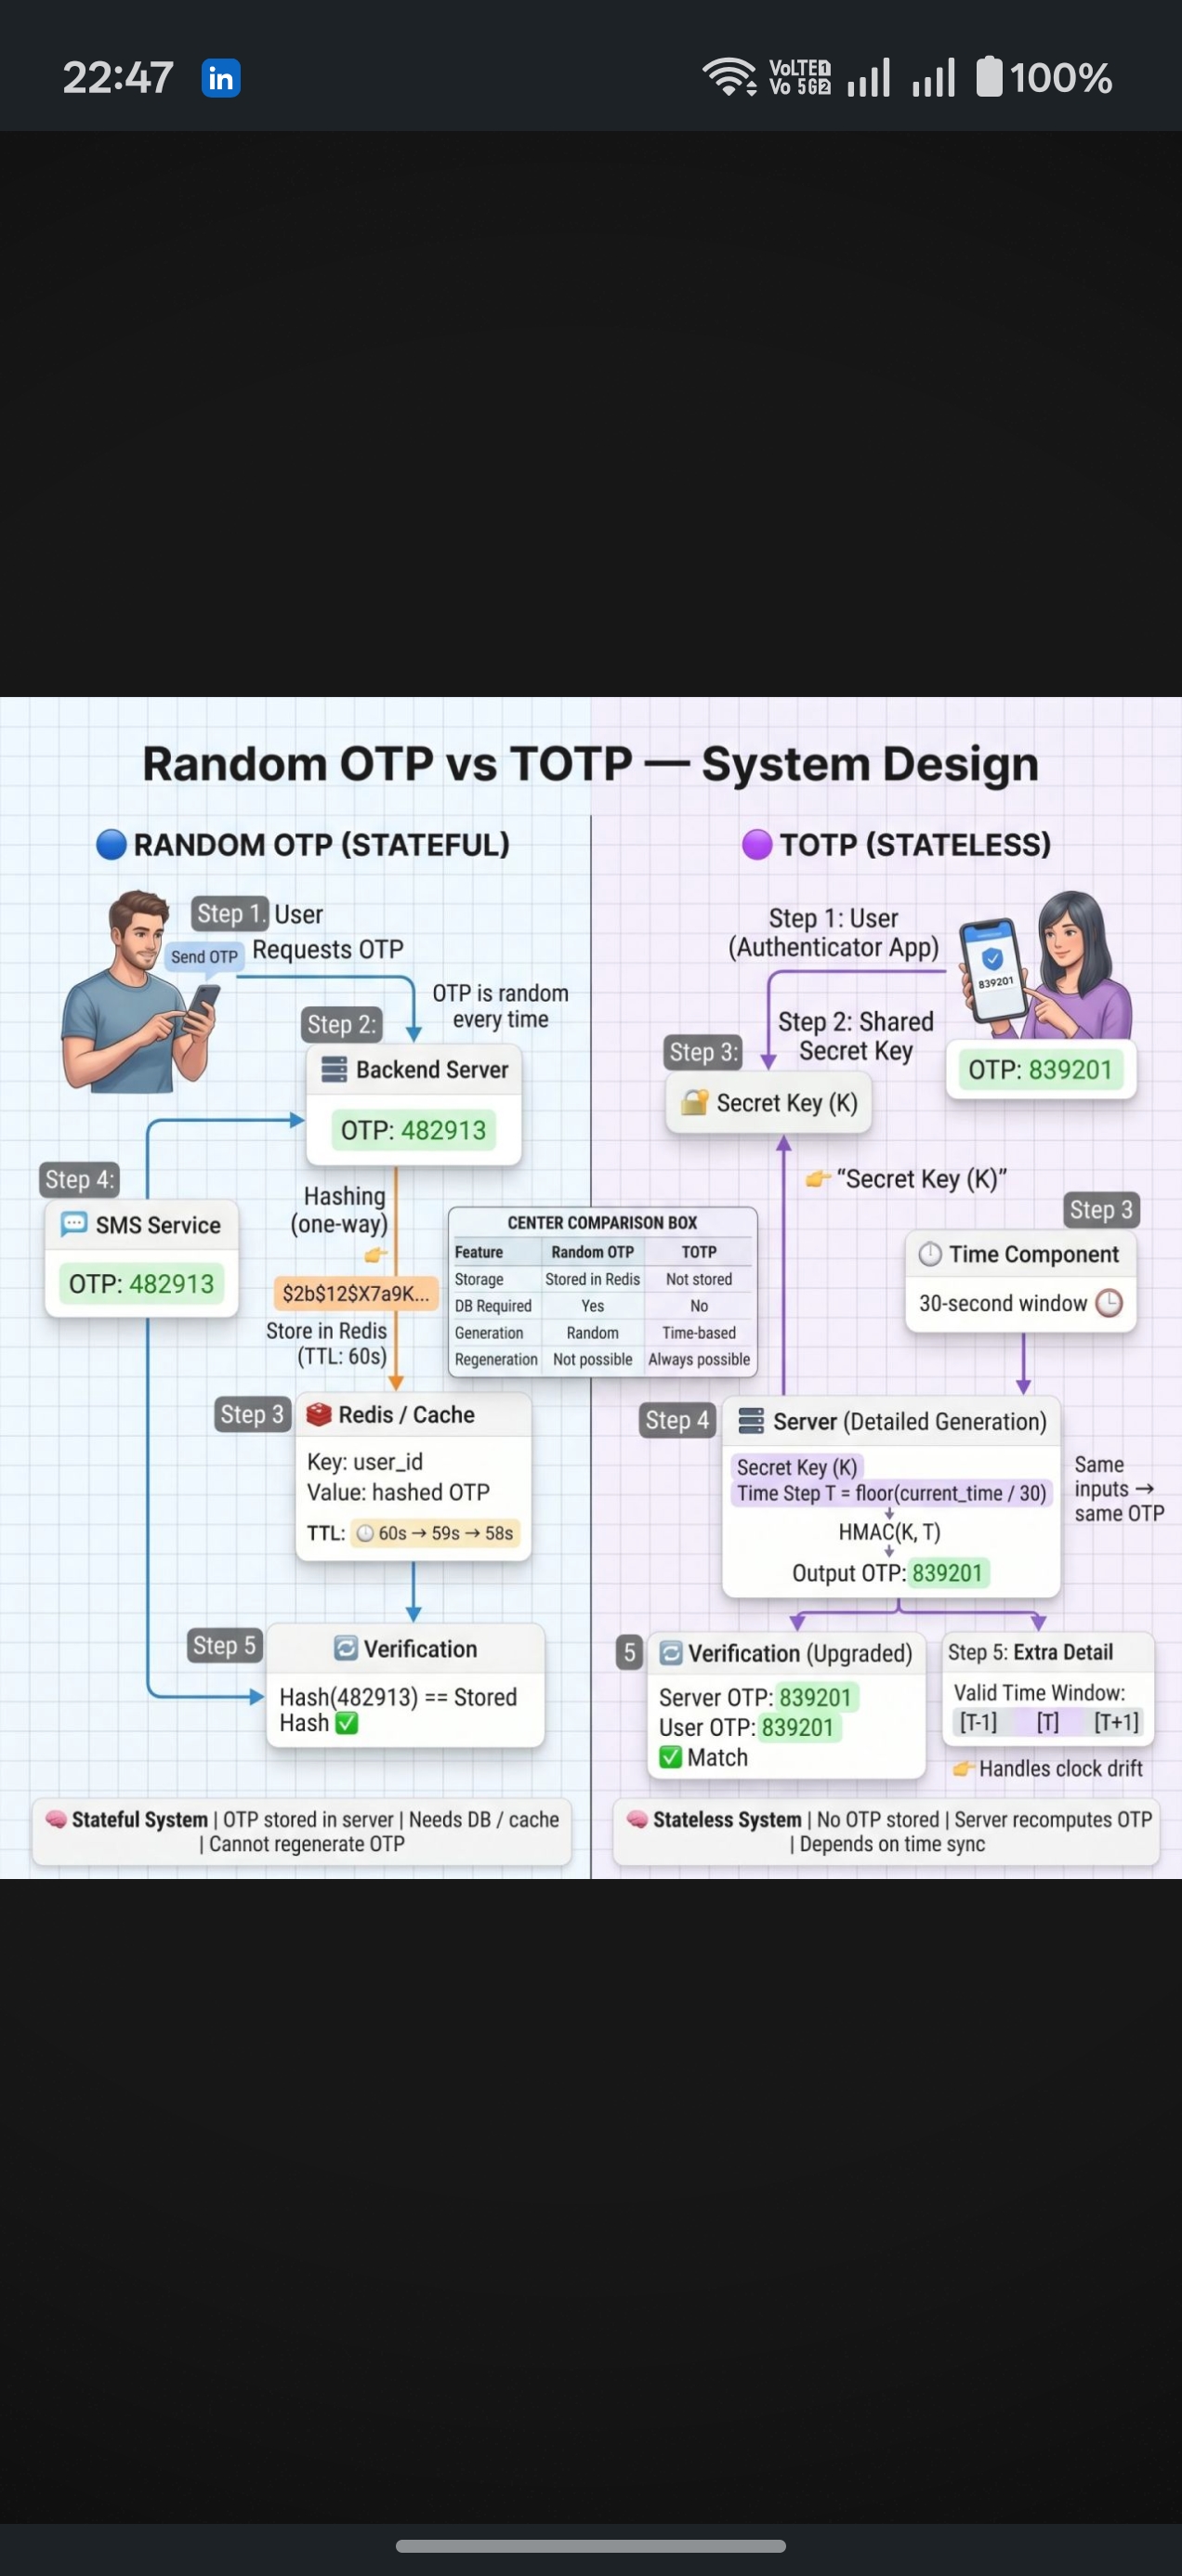 22:47
in
VoLTE1
Vo 5G2
100%
Random OTP vs TOTP — System Design
RANDOM OTP (STATEFUL)
Step 1. User
Requests OTP
Send OTP
OTP is random
every time
Step 2:
Backend Server
OTP: 482913
Step 4:
SMS Service
OTP: 482913
Hashing
(one-way)
$2b$12$X7a9K...
Store in Redis
(TTL: 60s)
Step 3
Redis / Cache
Key: user_id
Value: hashed OTP
TTL: 60s → 59s → 58s
Step 5
Verification
Hash(482913) == Stored
Hash ✅
Stateful System | OTP stored in server | Needs DB / cache
| Cannot regenerate OTP
CENTER COMPARISON BOX
Feature Random OTP TOTP
Storage Stored in Redis Not stored
DB Required Yes No
Generation Random Time-based
Regeneration Not possible Always possible
TOTP (STATELESS)
Step 1: User
(Authenticator App)
839201
OTP: 839201
Step 2: Shared
Secret Key
Step 3:
Secret Key (K)
👉 “Secret Key (K)”
Step 3
Time Component
30-second window
Step 4
Server (Detailed Generation)
Secret Key (K)
Time Step T = floor(current_time / 30)
HMAC(K, T)
Output OTP: 839201
Same
inputs →
same OTP
5
Verification (Upgraded)
Server OTP: 839201
User OTP: 839201
✅ Match
Step 5: Extra Detail
Valid Time Window:
[T-1] [T] [T+1]
👉 Handles clock drift
Stateless System | No OTP stored | Server recomputes OTP
| Depends on time sync